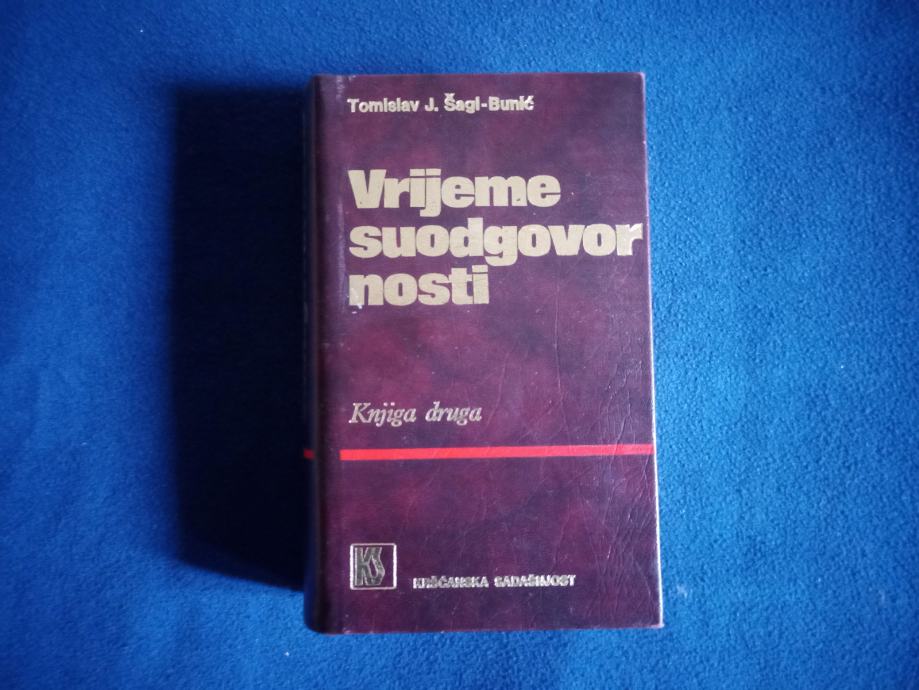 Tomislav J. Šagi-Bunić
Vrijeme
suodgovor
nosti
Knjiga druga
KS
KRŠĆANSKA SADAŠNJOST